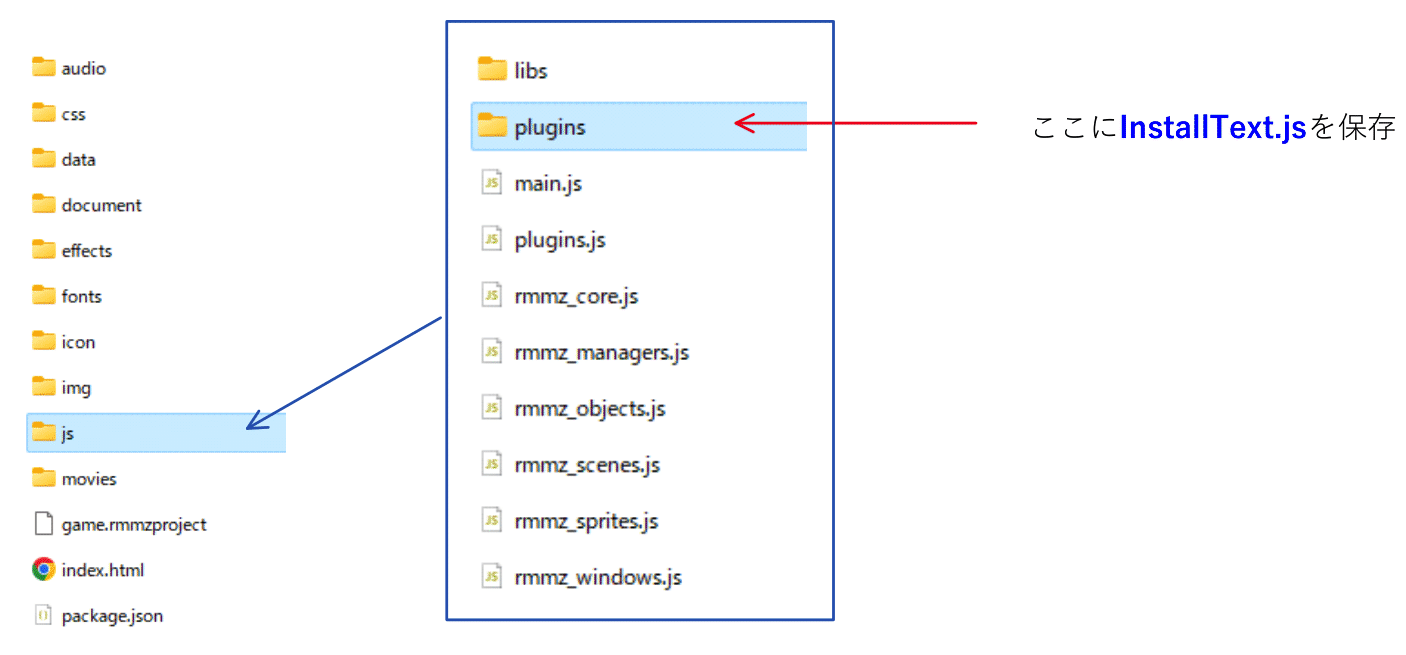 audio
css
data
document
effects
fonts
icon
img
js
movies
game.rmmzproject
index.html
package.json
libs
plugins
main.js
plugins.js
rmmz_core.js
rmmz_managers.js
rmmz_objects.js
rmmz_scenes.js
rmmz_sprites.js
rmmz_windows.js
ここにInstallText.jsを保存